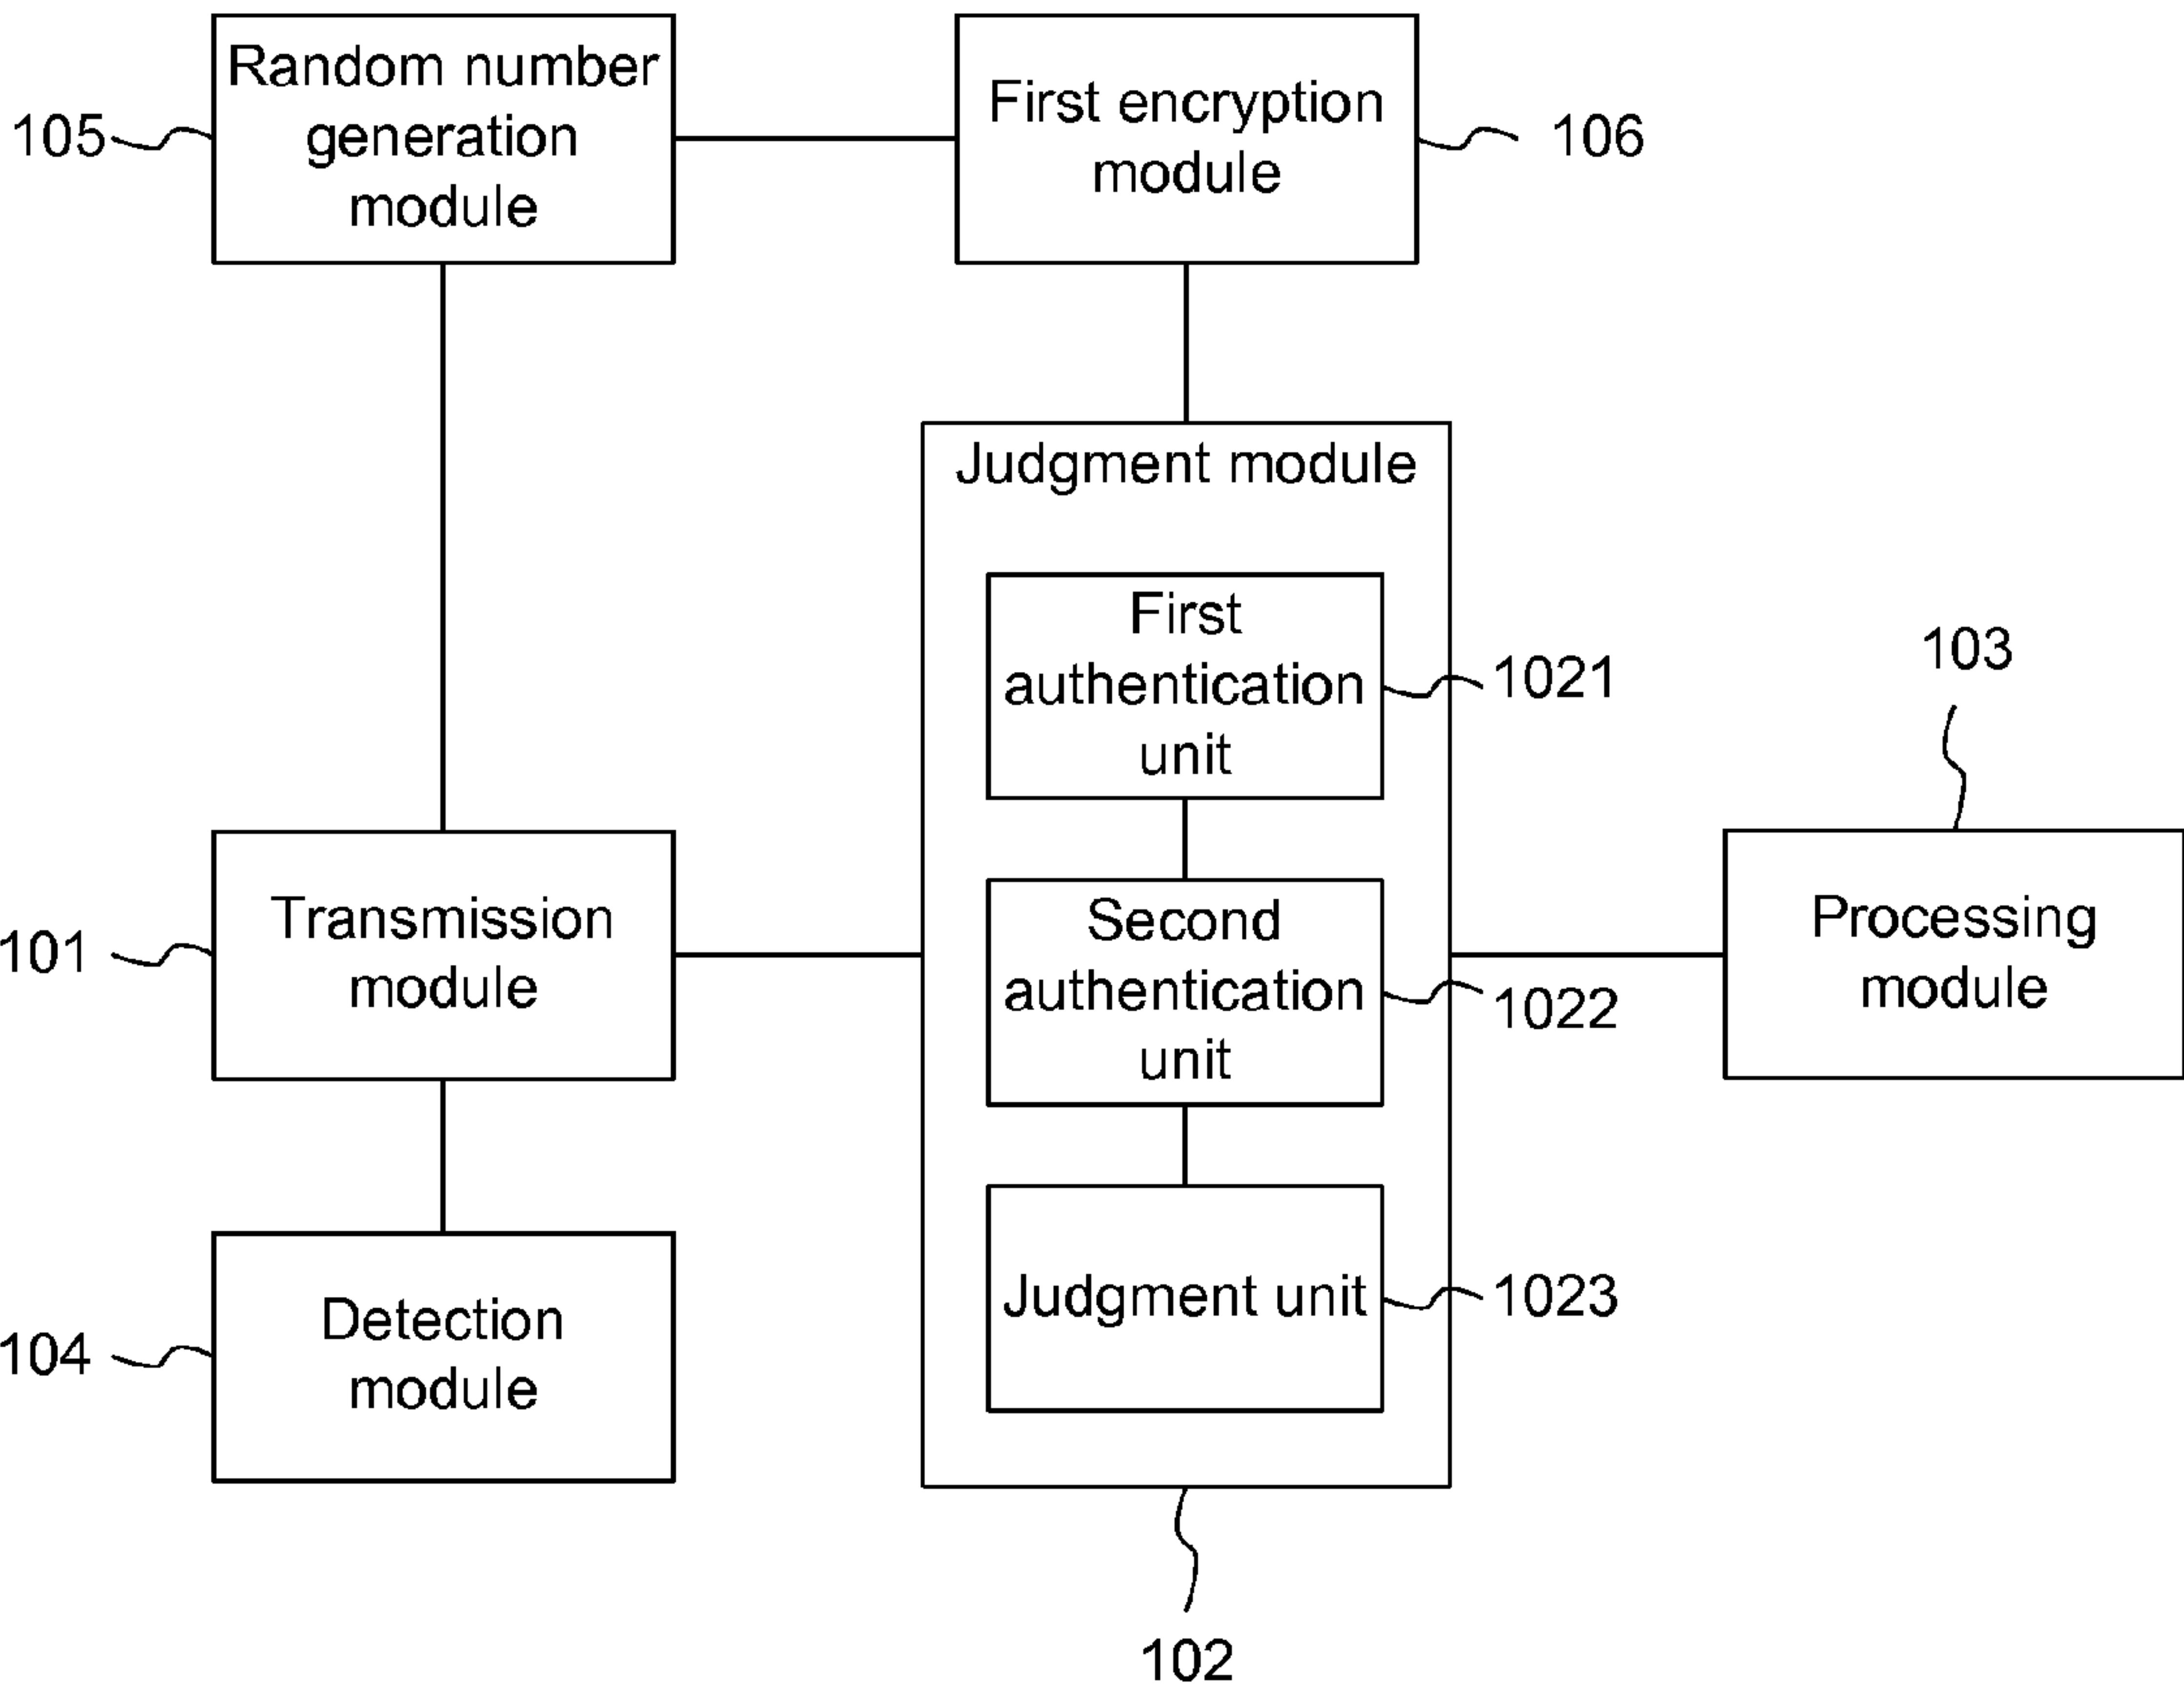 Random number
generation
module
105
First encryption
module
106
Judgment module
First
authentication
unit
1021
103
Transmission
module
101
Second
authentication
unit
1022
Processing
module
Detection
module
104
Judgment unit
1023
102